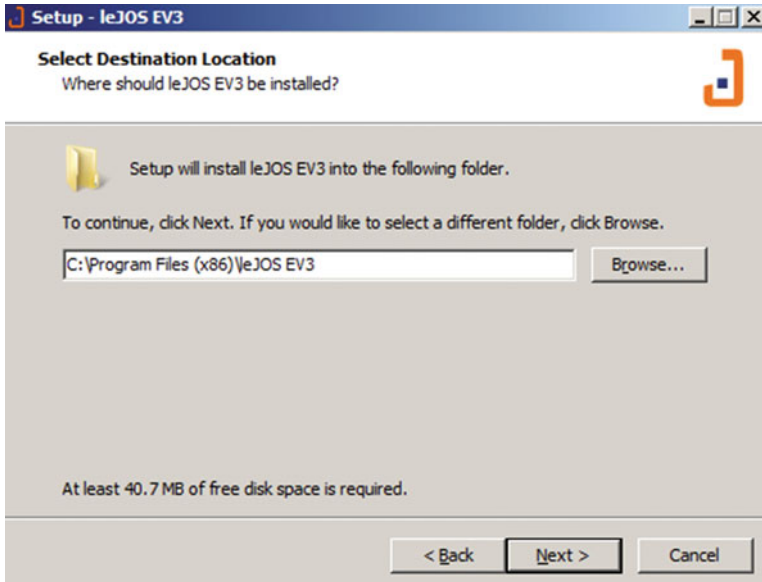 Setup - leJOS EV3
Select Destination Location
Where should leJOS EV3 be installed?
Setup will install leJOS EV3 into the following folder.
To continue, click Next. If you would like to select a different folder, click Browse.
C:\Program Files (x86)\leJOS EV3
Browse...
At least 40.7 MB of free disk space is required.
< Back
Next >
Cancel